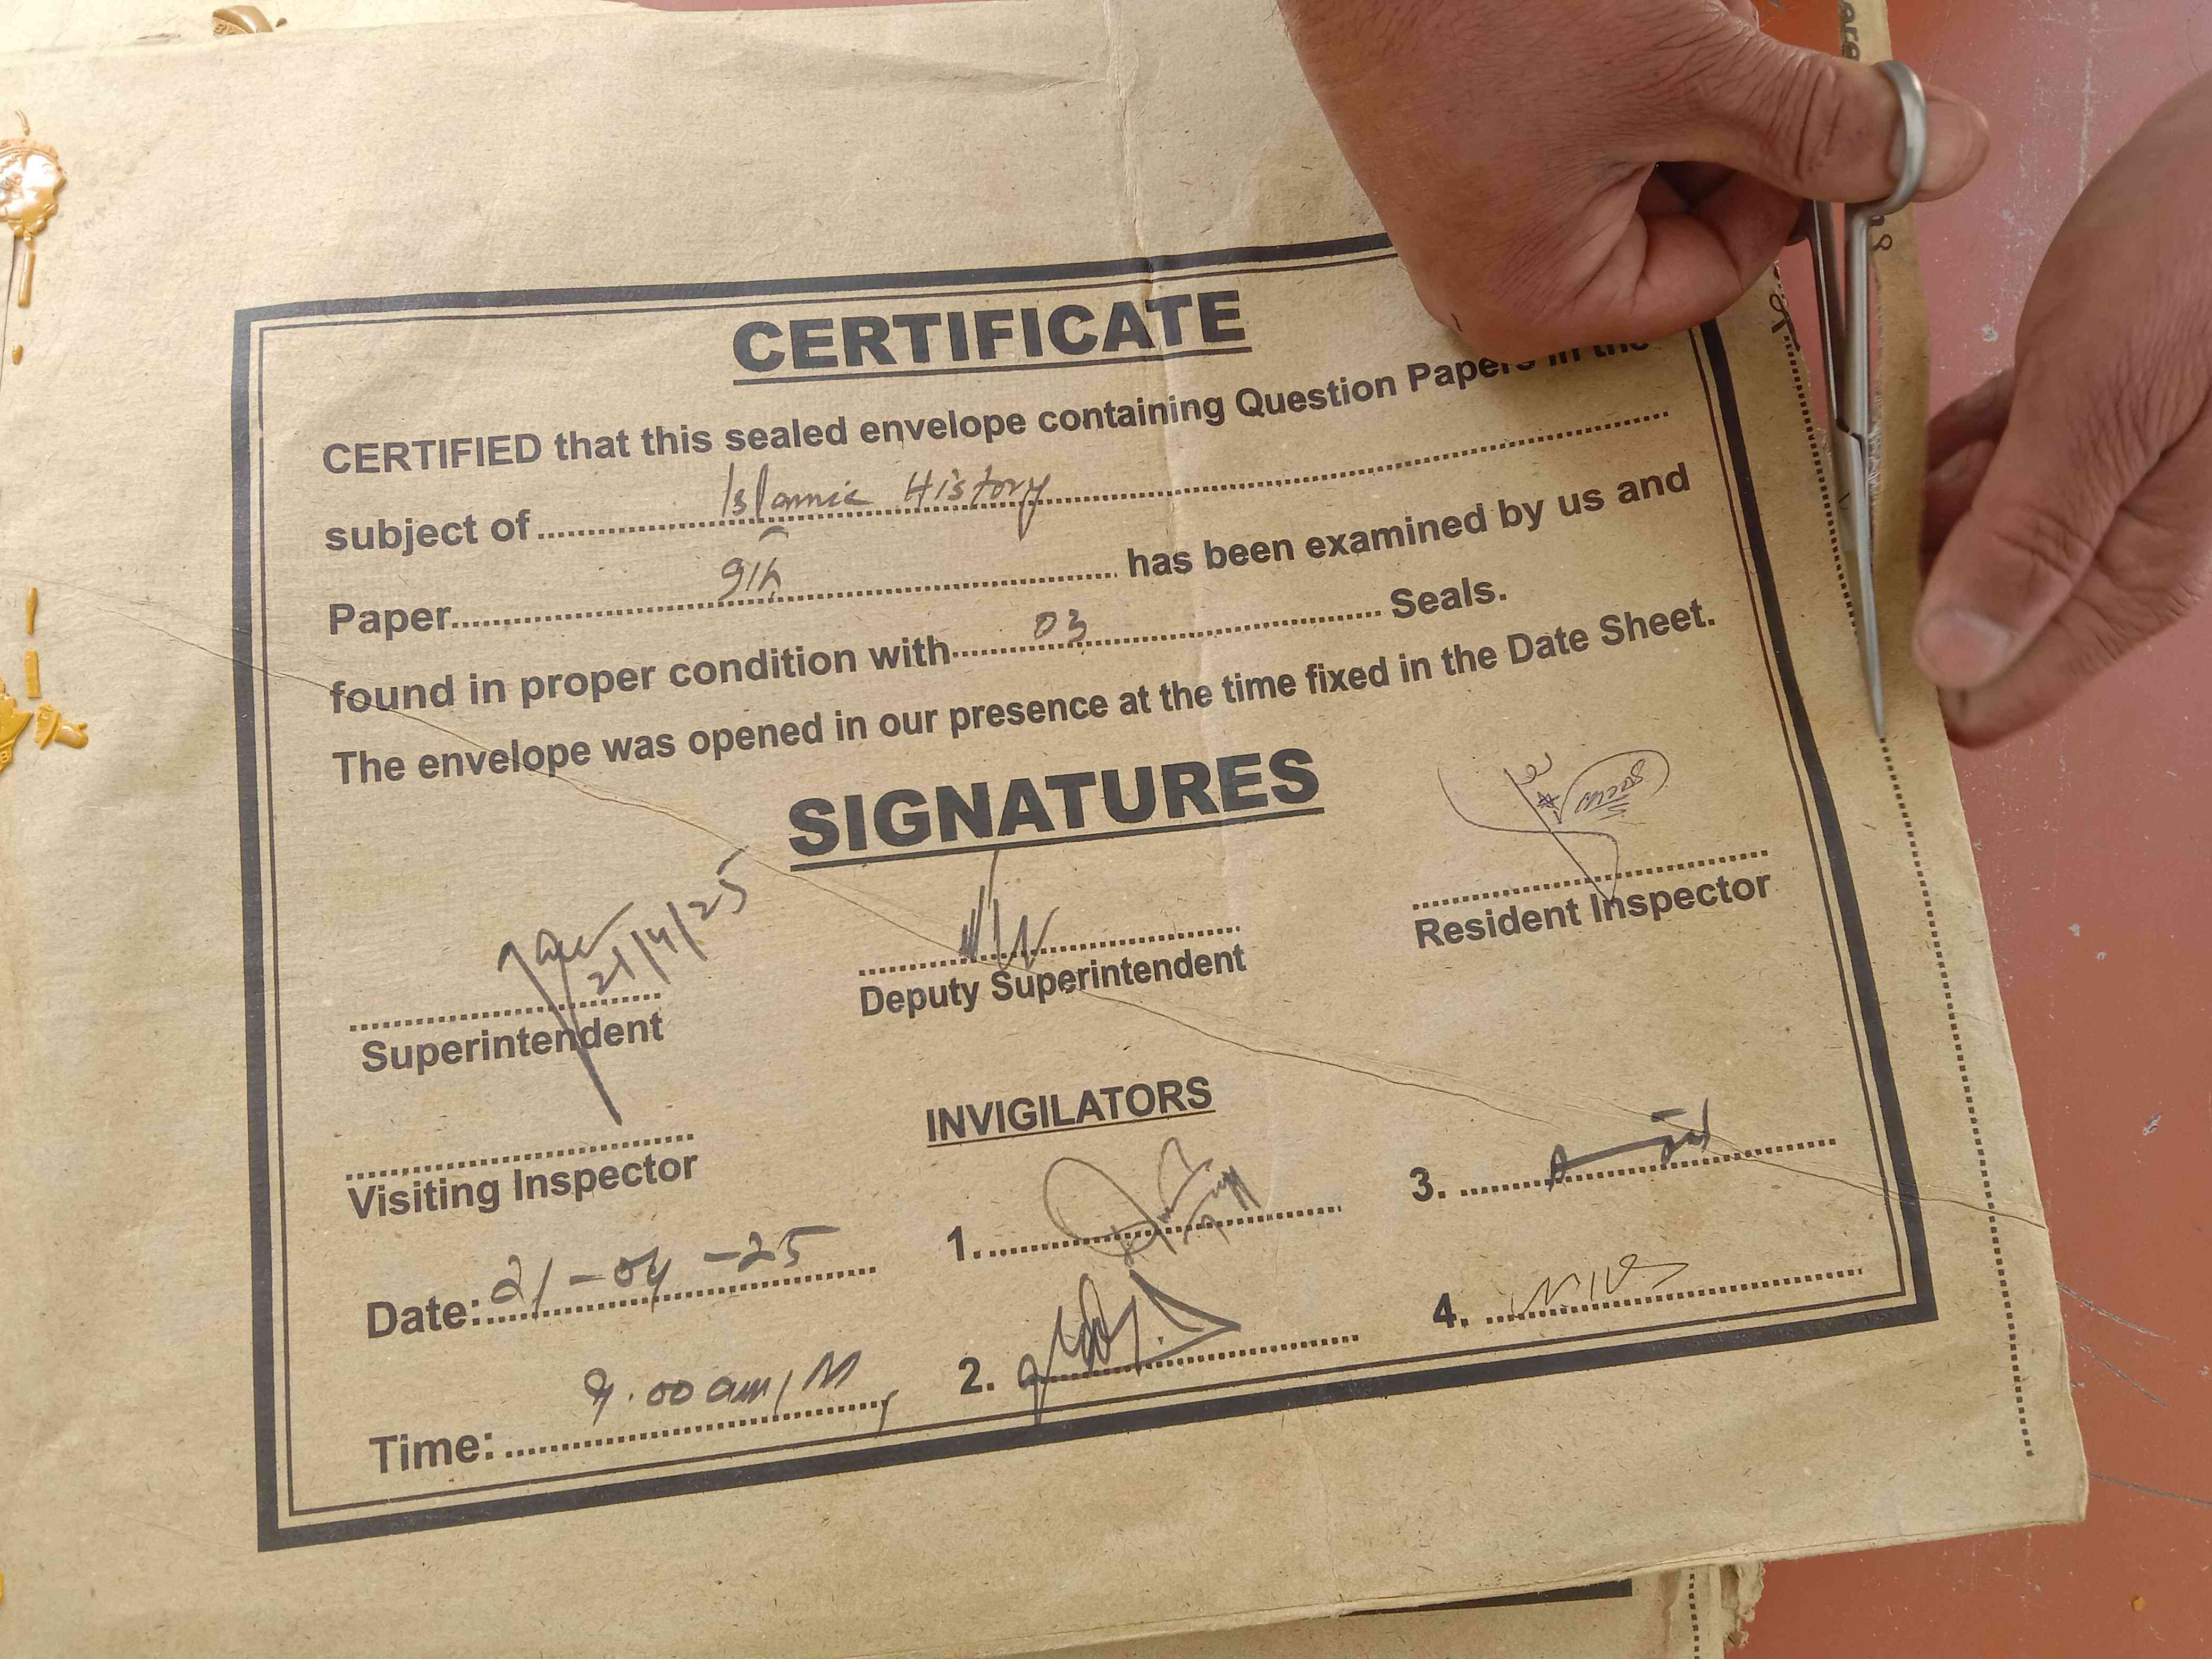 CERTIFICATE
CERTIFIED that this sealed envelope containing Question Papers in the
subject of Islamic History
Paper 9th has been examined by us and
found in proper condition with 03 Seals.
The envelope was opened in our presence at the time fixed in the Date Sheet.
SIGNATURES
21/4/25
Superintendent
Deputy Superintendent
Resident Inspector
Visiting Inspector
INVIGILATORS
1.
2.
3.
4.
Date: 21-04-25
Time: 9.00 am/M